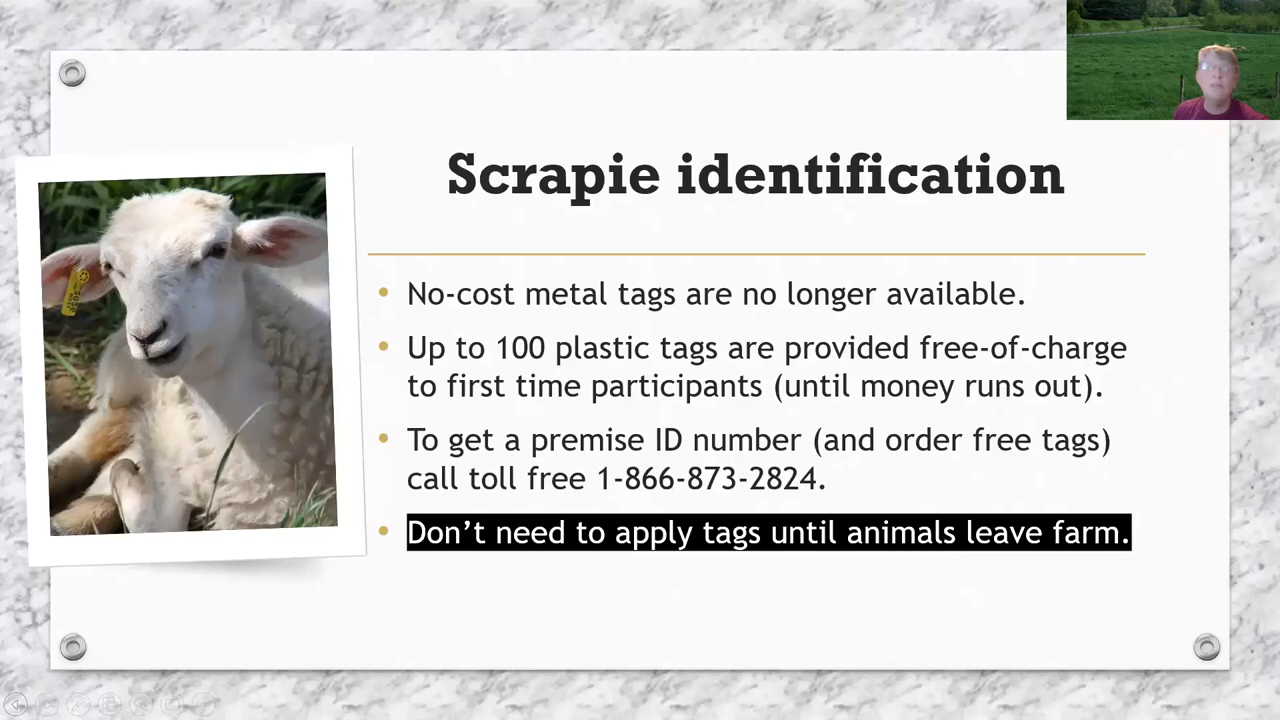 Scrapie identification
No-cost metal tags are no longer available.
Up to 100 plastic tags are provided free-of-charge
to first time participants (until money runs out).
To get a premise ID number (and order free tags)
call toll free 1-866-873-2824.
Don’t need to apply tags until animals leave farm.